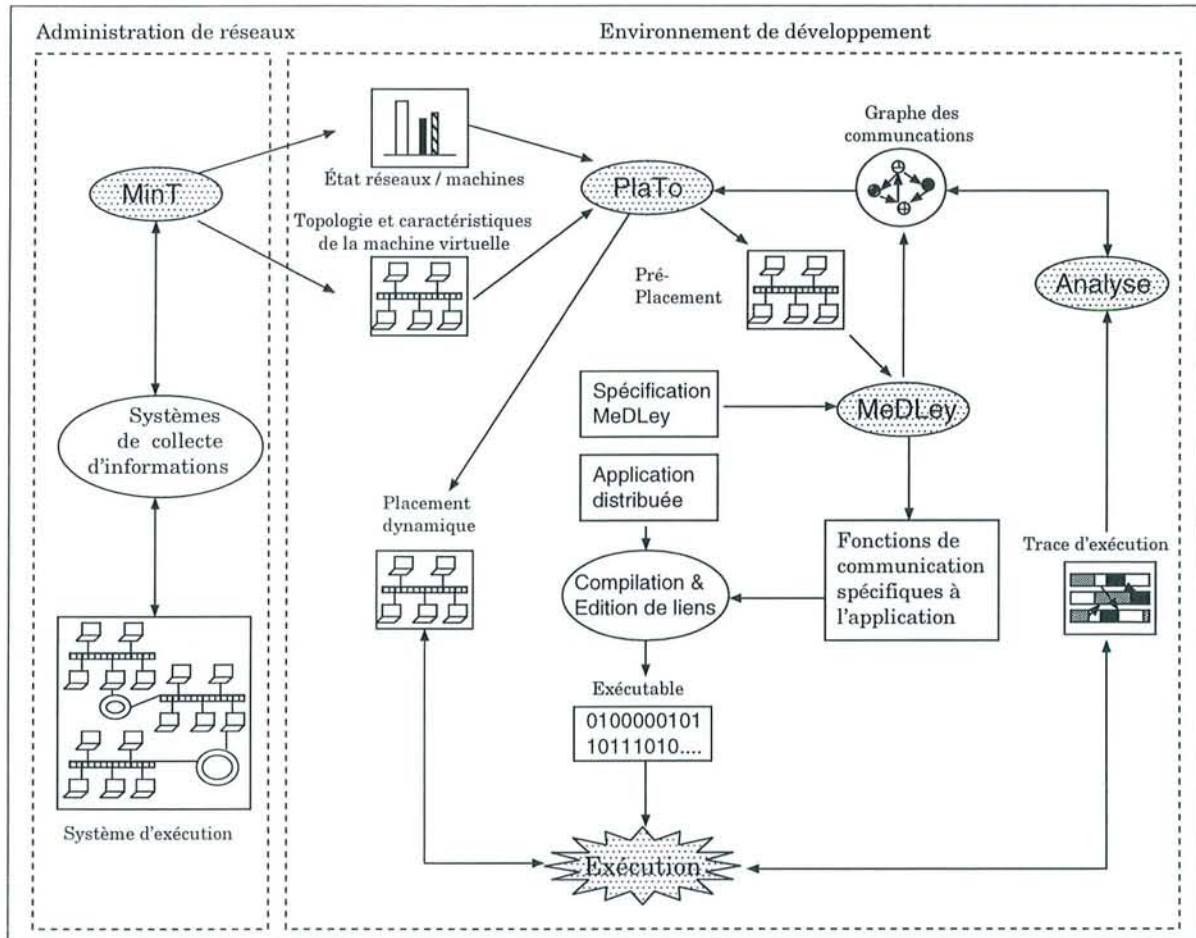 Administration de réseaux
Environnement de développement
Graphe des
communcations
MinT
État réseaux / machines
PlaTo
Topologie et caractéristiques
de la machine virtuelle
Pré-
Placement
Analyse
Spécification
MeDLey
MeDLey
Systèmes
de collecte
d'informations
Application
distribuée
Placement
dynamique
Fonctions de
communication
spécifiques à
l'application
Trace d'exécution
Compilation &
Edition de liens
Exécutable
0100000101
10111010....
Système d'exécution
Exécution